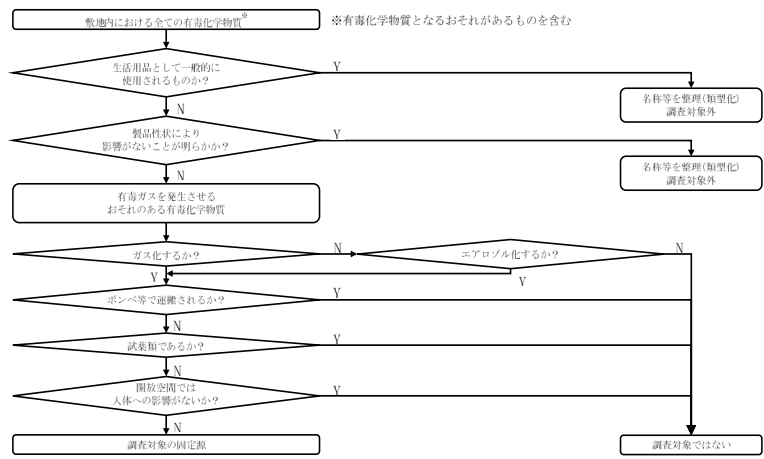 敷地内における全ての有毒化学物質※
※有毒化学物質となるおそれがあるものを含む
生活用品として一般的に
使用されるものか？
Y
名称等を整理(類型化)
調査対象外
N
製品性状により
影響がないことが明らかか？
Y
名称等を整理(類型化)
調査対象外
N
有毒ガスを発生させる
おそれのある有毒化学物質
ガス化するか？
N
エアロゾル化するか？
N
Y
Y
ボンベ等で運搬されるか？
Y
N
試薬類であるか？
Y
N
開放空間では
人体への影響がないか？
Y
N
調査対象の固定源
調査対象ではない